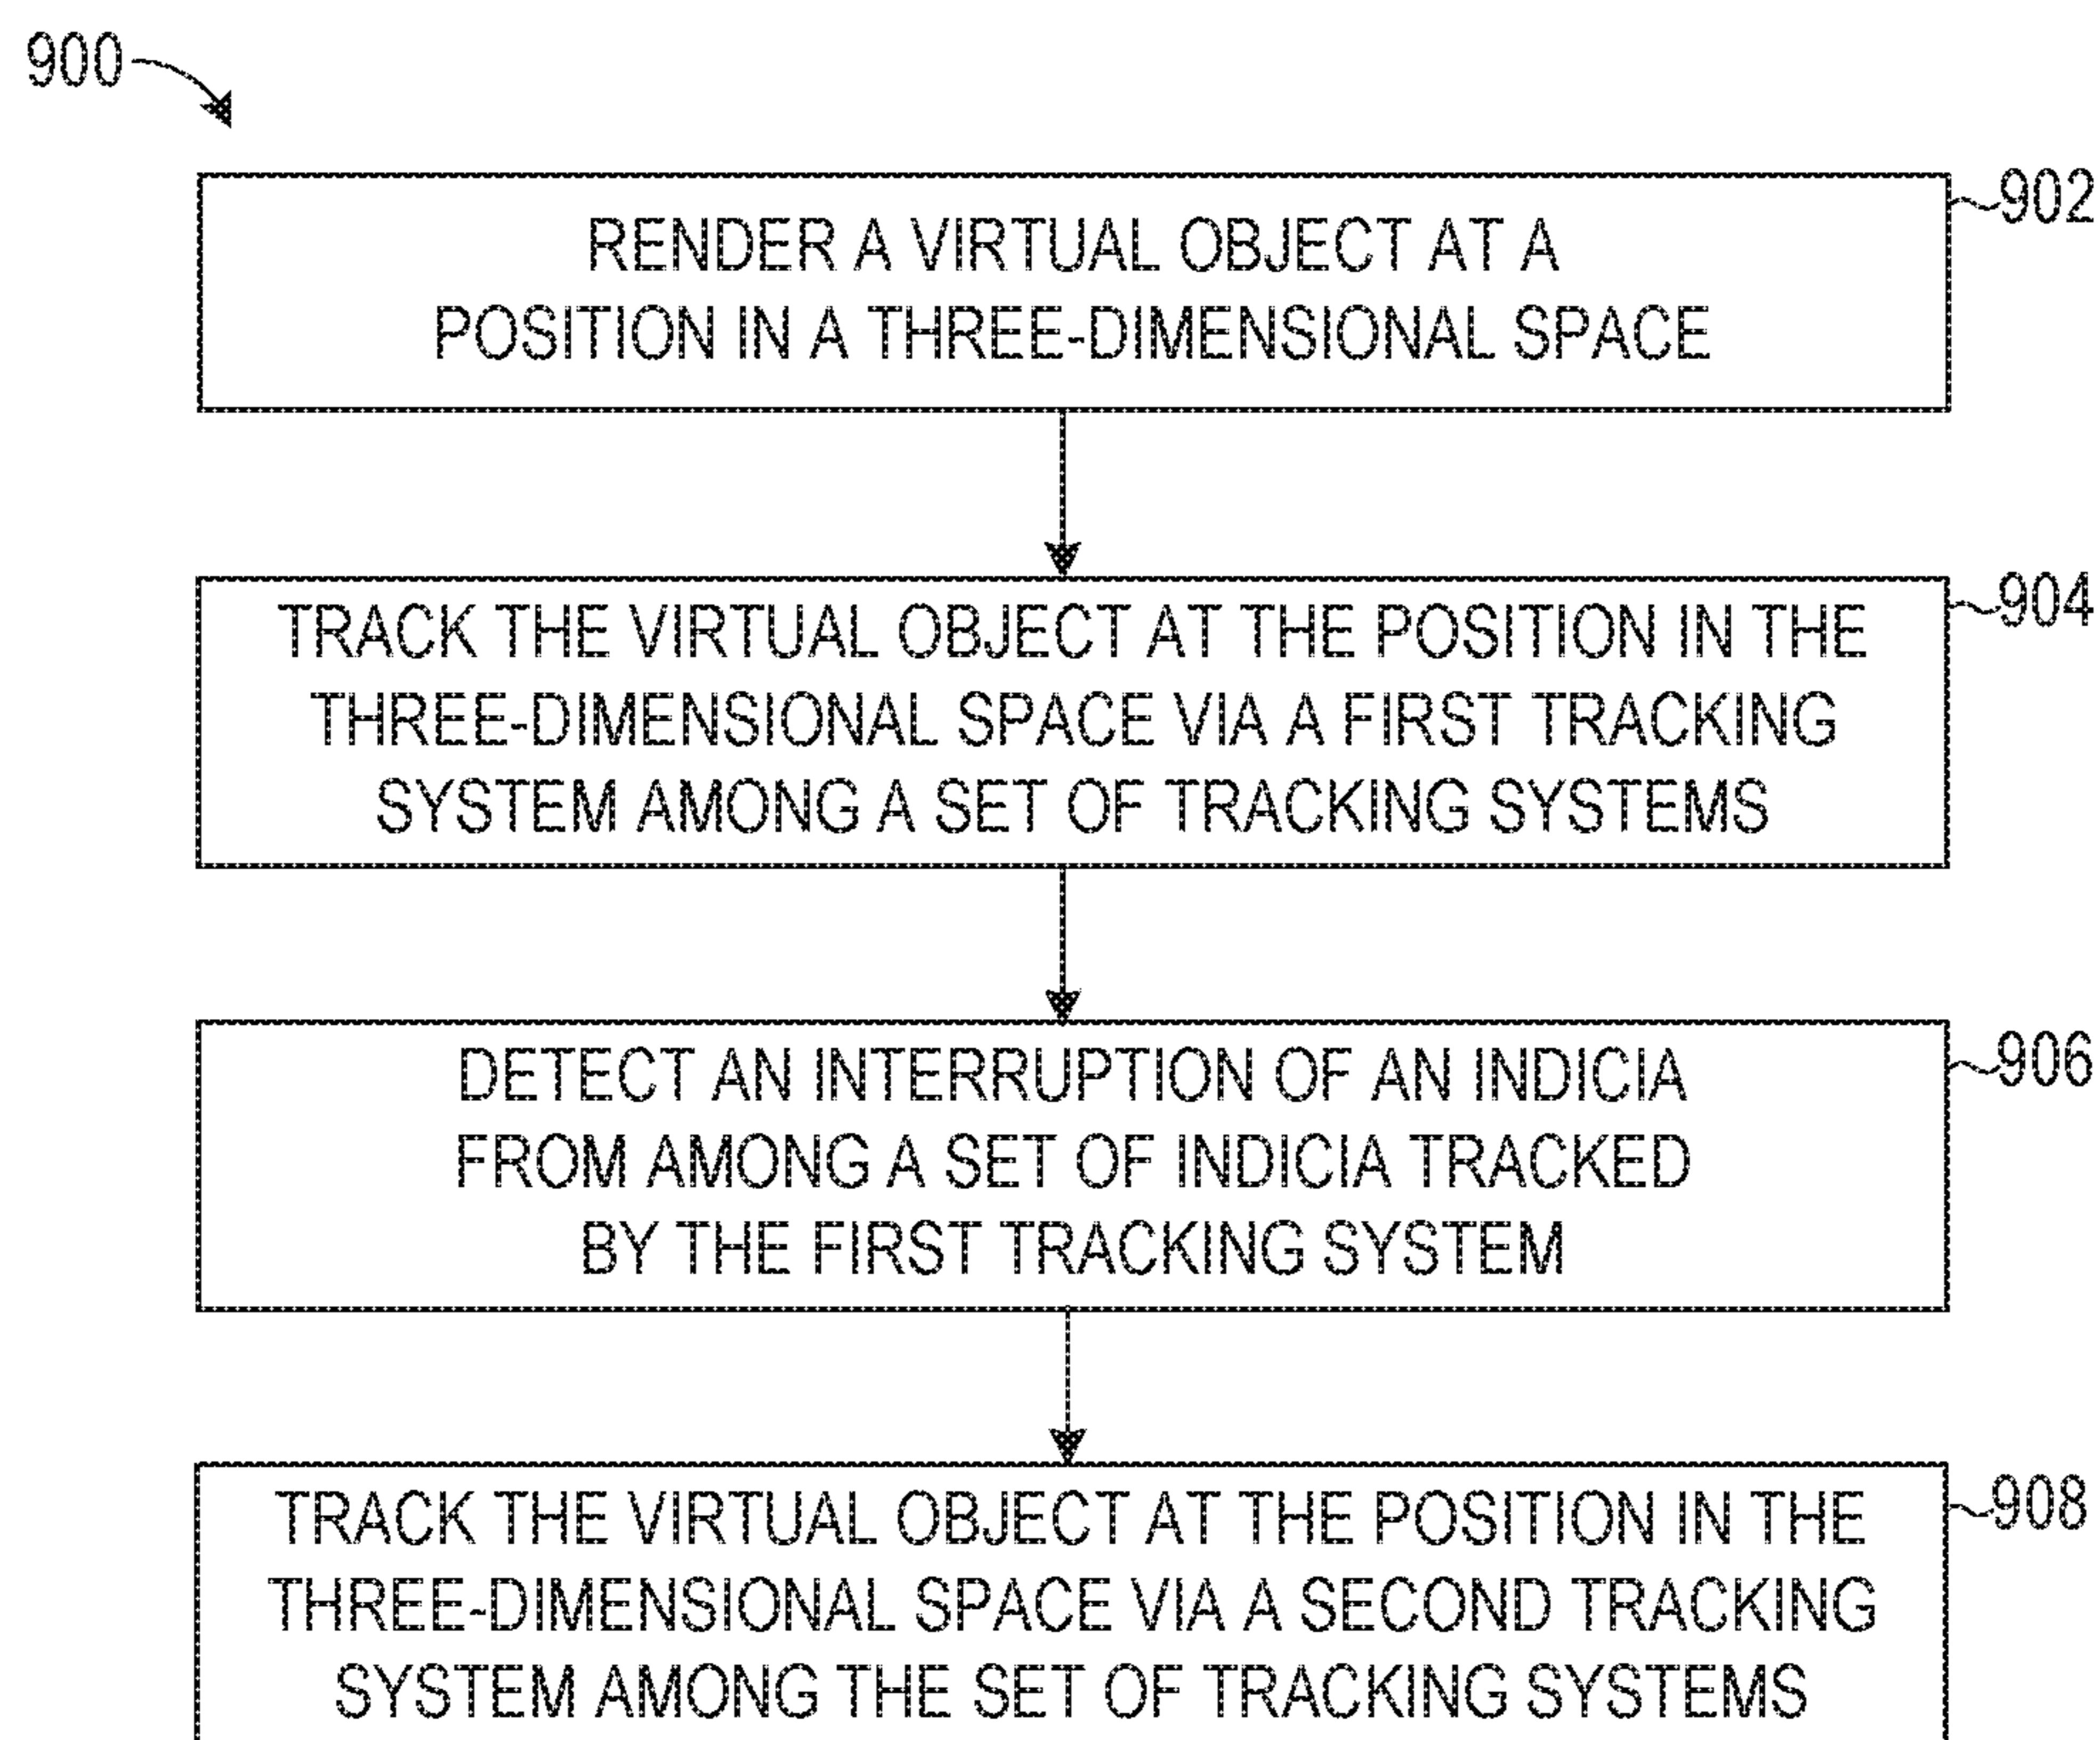 900
902
RENDER A VIRTUAL OBJECT AT A
POSITION IN A THREE-DIMENSIONAL SPACE
904
TRACK THE VIRTUAL OBJECT AT THE POSITION IN THE
THREE-DIMENSIONAL SPACE VIA A FIRST TRACKING
SYSTEM AMONG A SET OF TRACKING SYSTEMS
906
DETECT AN INTERRUPTION OF AN INDICIA
FROM AMONG A SET OF INDICIA TRACKED
BY THE FIRST TRACKING SYSTEM
908
TRACK THE VIRTUAL OBJECT AT THE POSITION IN THE
THREE-DIMENSIONAL SPACE VIA A SECOND TRACKING
SYSTEM AMONG THE SET OF TRACKING SYSTEMS